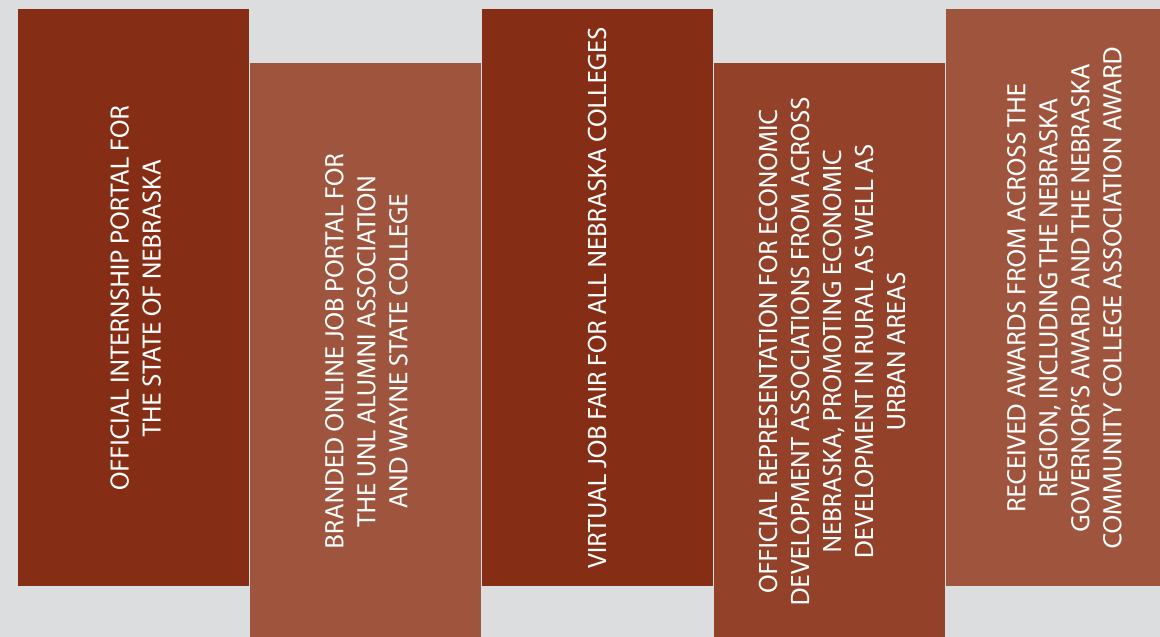 OFFICIAL INTERNSHIP PORTAL FOR
THE STATE OF NEBRASKA
BRANDED ONLINE JOB PORTAL FOR
THE UNL ALUMNI ASSOCIATION
AND WAYNE STATE COLLEGE
VIRTUAL JOB FAIR FOR ALL NEBRASKA COLLEGES
OFFICIAL REPRESENTATION FOR ECONOMIC
DEVELOPMENT ASSOCIATIONS FROM ACROSS
NEBRASKA, PROMOTING ECONOMIC
DEVELOPMENT IN RURAL AS WELL AS
URBAN AREAS
RECEIVED AWARDS FROM ACROSS THE
REGION, INCLUDING THE NEBRASKA
GOVERNOR’S AWARD AND THE NEBRASKA
COMMUNITY COLLEGE ASSOCIATION AWARD